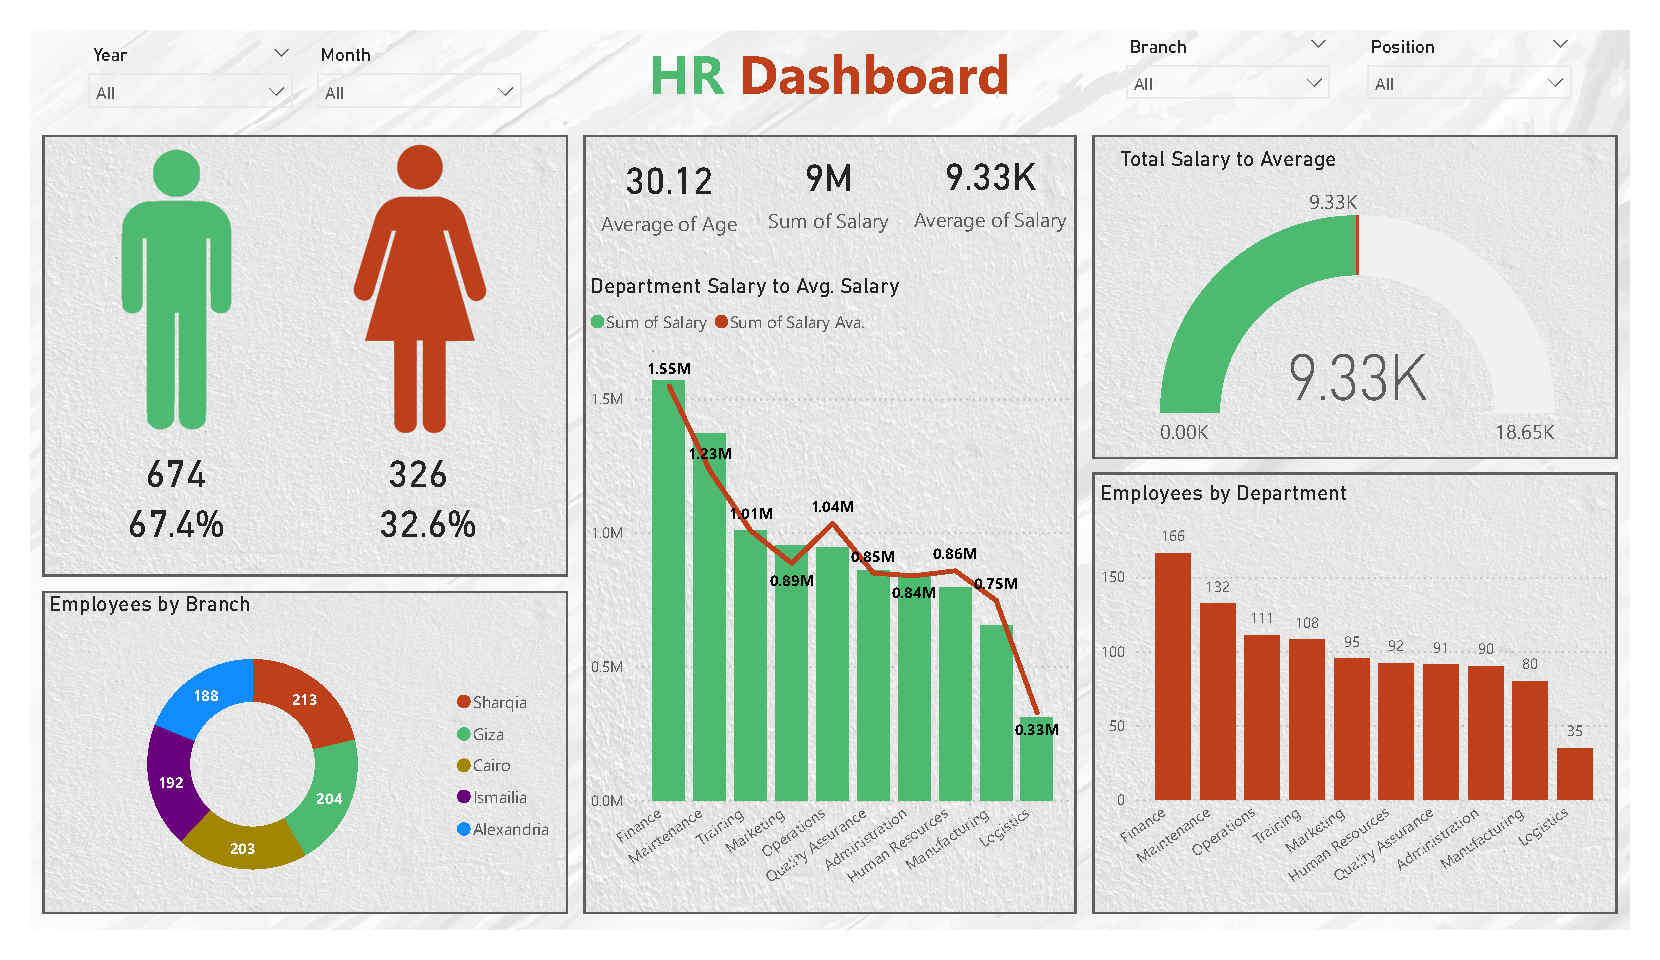 Year
All
Month
All
HR Dashboard
Branch
All
Position
All
674
67.4%
326
32.6%
Employees by Branch
188
213
192
204
203
Sharqia
Giza
Cairo
Ismailia
Alexandria
30.12
Average of Age
9M
Sum of Salary
9.33K
Average of Salary
Department Salary to Avg. Salary
Sum of Salary
Sum of Salary Ava.
1.5M
1.0M
0.5M
0.0M
1.55M
1.23M
1.01M
0.89M
1.04M
0.85M
0.84M
0.86M
0.75M
0.33M
Finance
Maintenance
Training
Marketing
Operations
Quality Assurance
Administration
Human Resources
Manufacturing
Logistics
Total Salary to Average
9.33K
9.33K
0.00K
18.65K
Employees by Department
150
100
50
0
166
132
111
108
95
92
91
90
80
35
Finance
Maintenance
Operations
Training
Marketing
Human Resources
Quality Assurance
Administration
Manufacturing
Logistics